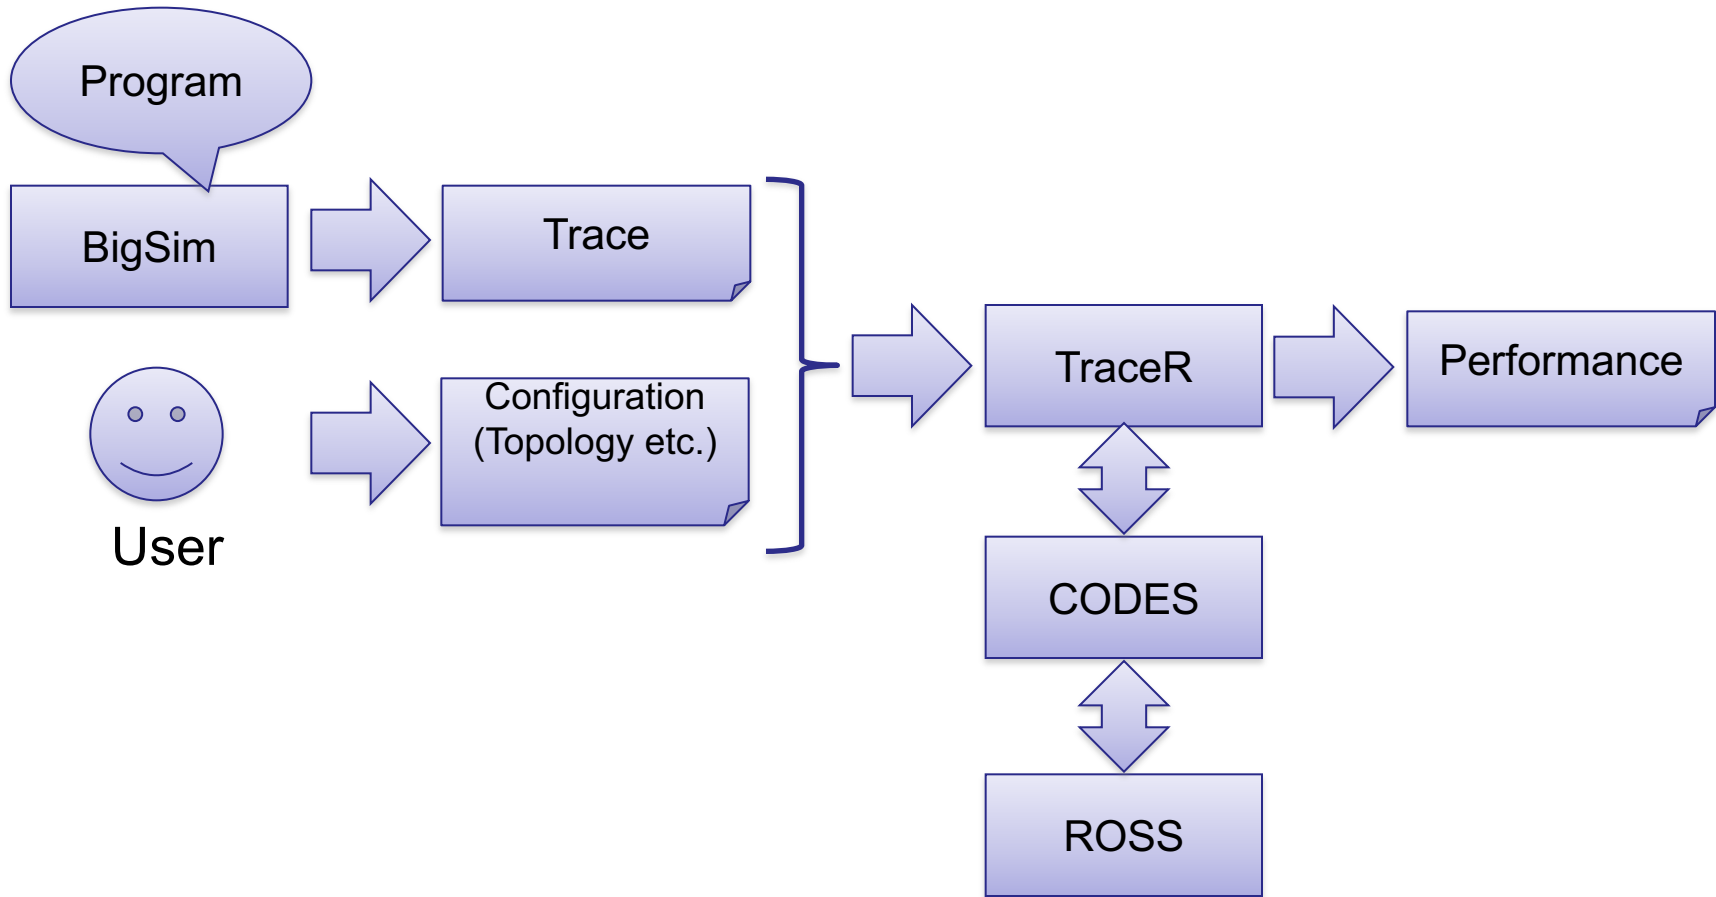 Program
BigSim
Trace
User
Configuration
(Topology etc.)
TraceR
Performance
CODES
ROSS